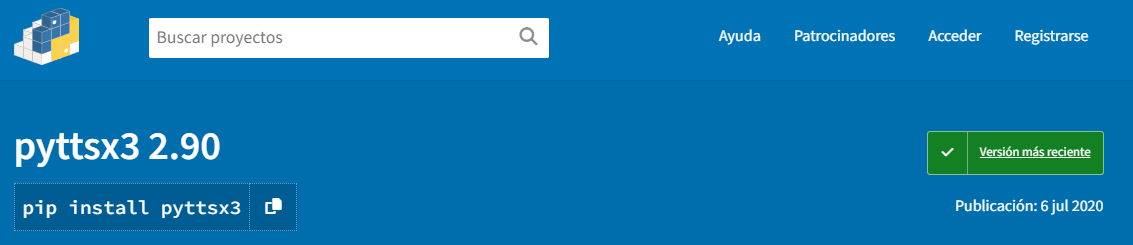 Buscar proyectos
Ayuda Patrocinadores Acceder Registrarse
pyttsx3 2.90
Versión más reciente
pip install pyttsx3
Publicación: 6 jul 2020